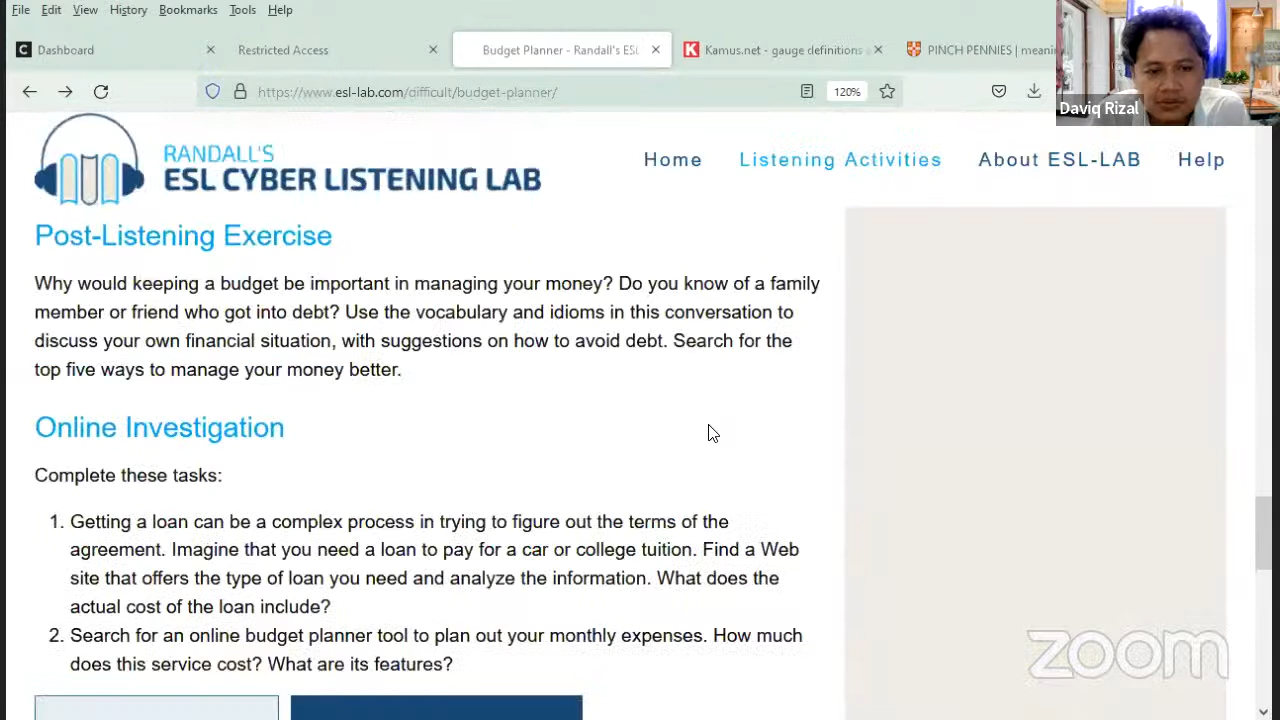 File Edit View History Bookmarks Tools Help
Dashboard Restricted Access Budget Planner - Randall's ESL Kamus.net - gauge definitions PINCH PENNIES | meani
https://www.esl-lab.com/difficult/budget-planner/ 120%
Daviq Rizal
RANDALL'S
ESL CYBER LISTENING LAB
Home Listening Activities About ESL-LAB Help
Post-Listening Exercise
Why would keeping a budget be important in managing your money? Do you know of a family
member or friend who got into debt? Use the vocabulary and idioms in this conversation to
discuss your own financial situation, with suggestions on how to avoid debt. Search for the
top five ways to manage your money better.
Online Investigation
Complete these tasks:
1. Getting a loan can be a complex process in trying to figure out the terms of the
agreement. Imagine that you need a loan to pay for a car or college tuition. Find a Web
site that offers the type of loan you need and analyze the information. What does the
actual cost of the loan include?
2. Search for an online budget planner tool to plan out your monthly expenses. How much
does this service cost? What are its features?
zoom